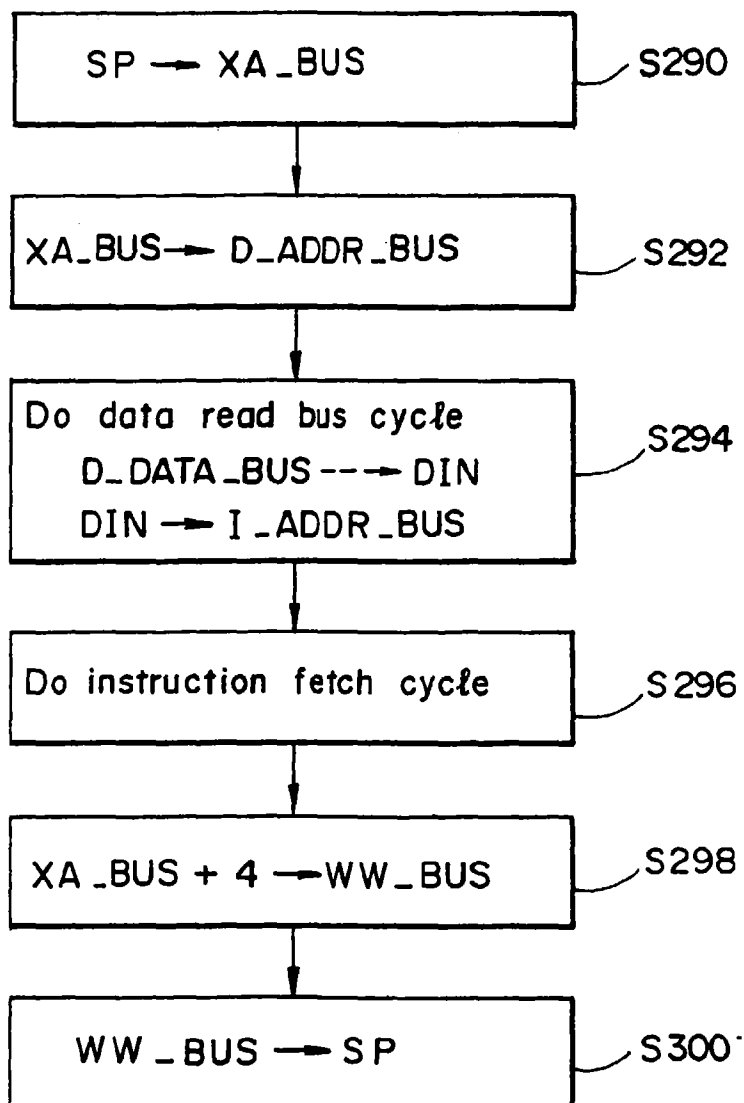 SP → XA_BUS
S290
XA_BUS → D_ADDR_BUS
S292
Do data read bus cycle
D_DATA_BUS ---→ DIN
DIN → I_ADDR_BUS
S294
Do instruction fetch cycle
S296
XA_BUS + 4 → WW_BUS
S298
WW_BUS → SP
S300